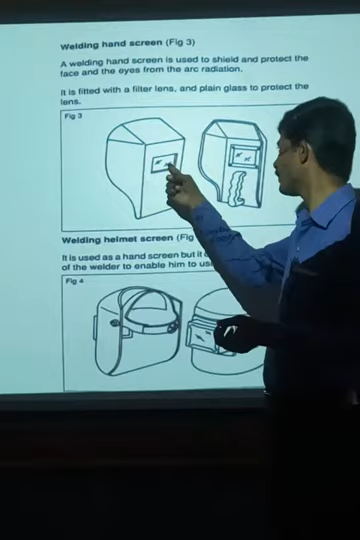 Welding hand screen (Fig 3)
A welding hand screen is used to shield and protect the
face and the eyes from the arc radiation.
It is fitted with a filter lens, and plain glass to protect the
lens.
Fig 3
Welding helmet screen (Fig
It is used as a hand screen but it
of the welder to enable him to
Fig 4